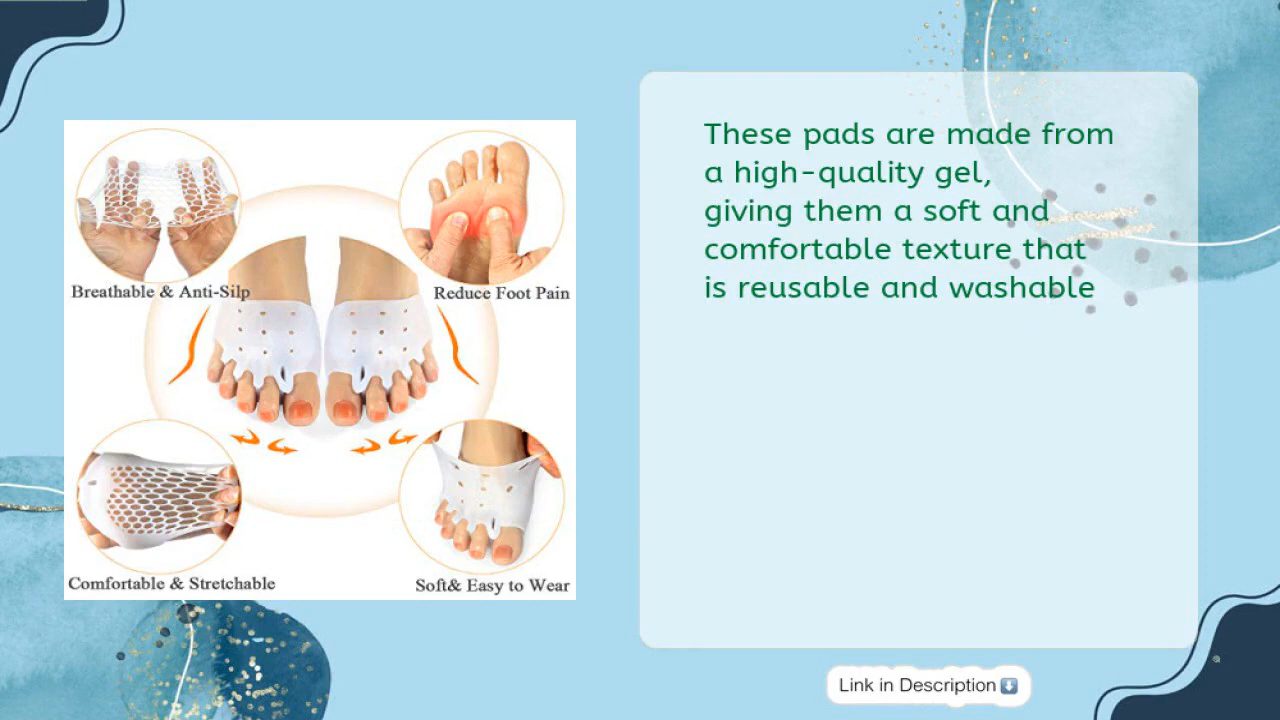 Breathable & Anti-Silp
Reduce Foot Pain
Comfortable & Stretchable
Soft& Easy to Wear
These pads are made from
a high-quality gel,
giving them a soft and
comfortable texture that
is reusable and washable
Link in Description